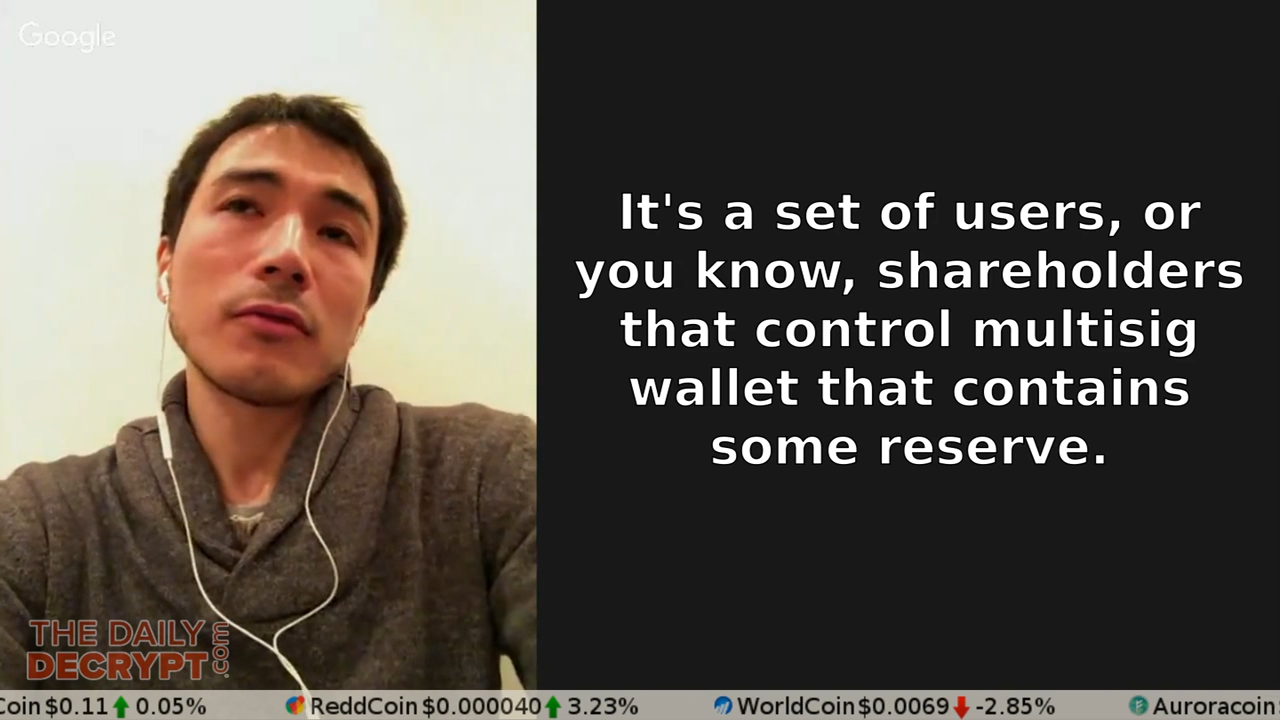 Google
It's a set of users, or
you know, shareholders
that control multisig
wallet that contains
some reserve.
THE DAILY
DECRYPT.com
Coin $0.11 0.05% ReddCoin $0.000040 3.23% WorldCoin $0.0069 -2.85% Auroracoin